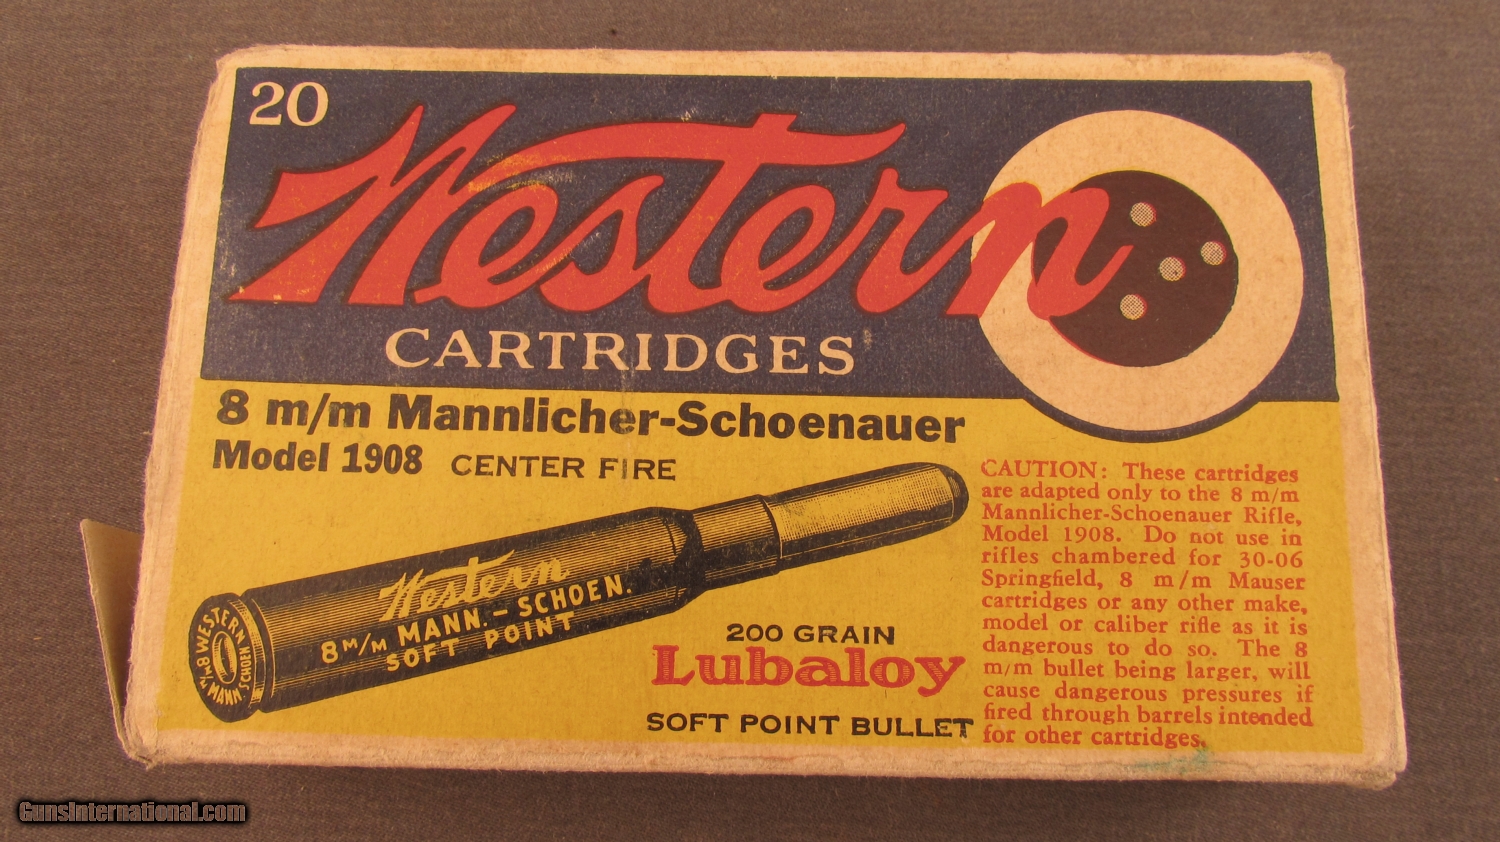 20
Western
CARTRIDGES
8 m/m Mannlicher-Schoenauer
Model 1908 CENTER FIRE
Western
8 M/M MANN.-SCHOEN.
SOFT POINT
WESTERN
8 M/M MANN. SCHOEN
200 GRAIN
Lubaloy
SOFT POINT BULLET
CAUTION: These cartridges
are adapted only to the 8 m/m
Mannlicher-Schoenauer Rifle,
Model 1908. Do not use in
rifles chambered for 30-06
Springfield, 8 m/m Mauser
cartridges or any other make,
model or caliber rifle as it is
dangerous to do so. The 8
m/m bullet being larger, will
cause dangerous pressures if
fired through barrels intended
for other cartridges.
GunsInternational.com